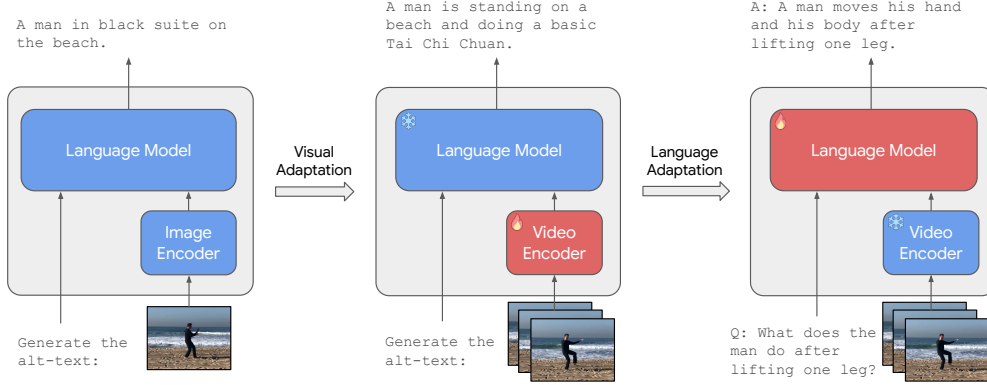 A man in black suite on
the beach.
Language Model
Image
Encoder
Generate the
alt-text:
Visual
Adaptation
A man is standing on a
beach and doing a basic
Tai Chi Chuan.
Language Model
Video
Encoder
Generate the
alt-text:
Language
Adaptation
A: A man moves his hand
and his body after
lifting one leg.
Language Model
Video
Encoder
Q: What does the
man do after
lifting one leg?